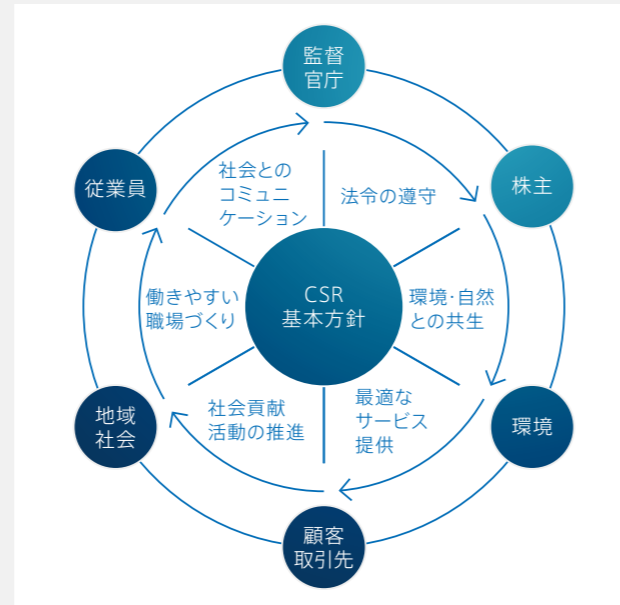 監督
官庁
従業員
株主
社会との
コミュニ
ケーション
法令の遵守
働きやすい
職場づくり
CSR
基本方針
環境・自然
との共生
社会貢献
活動の推進
最適な
サービス
提供
地域
社会
環境
顧客
取引先